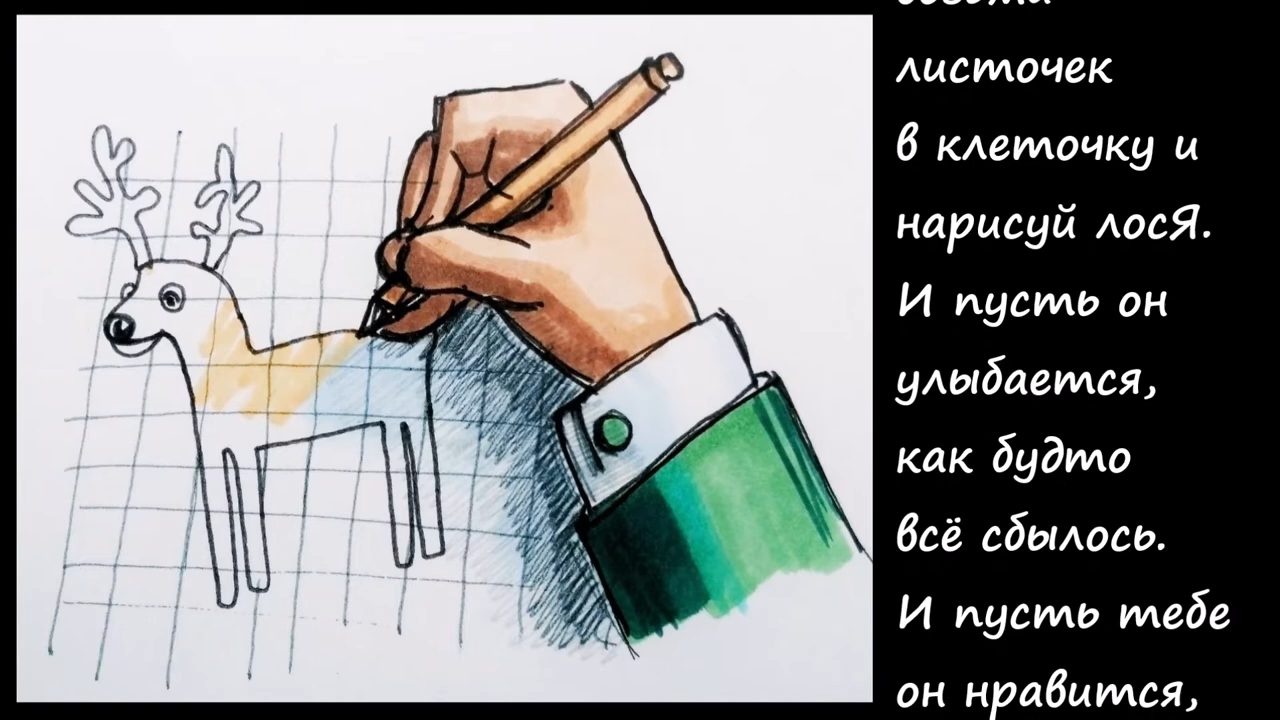 листочек
в клеточку и
нарисуй лосЯ.
И пусть он
улыбается,
как будто
всё сбылось.
И пусть тебе
он нравится,